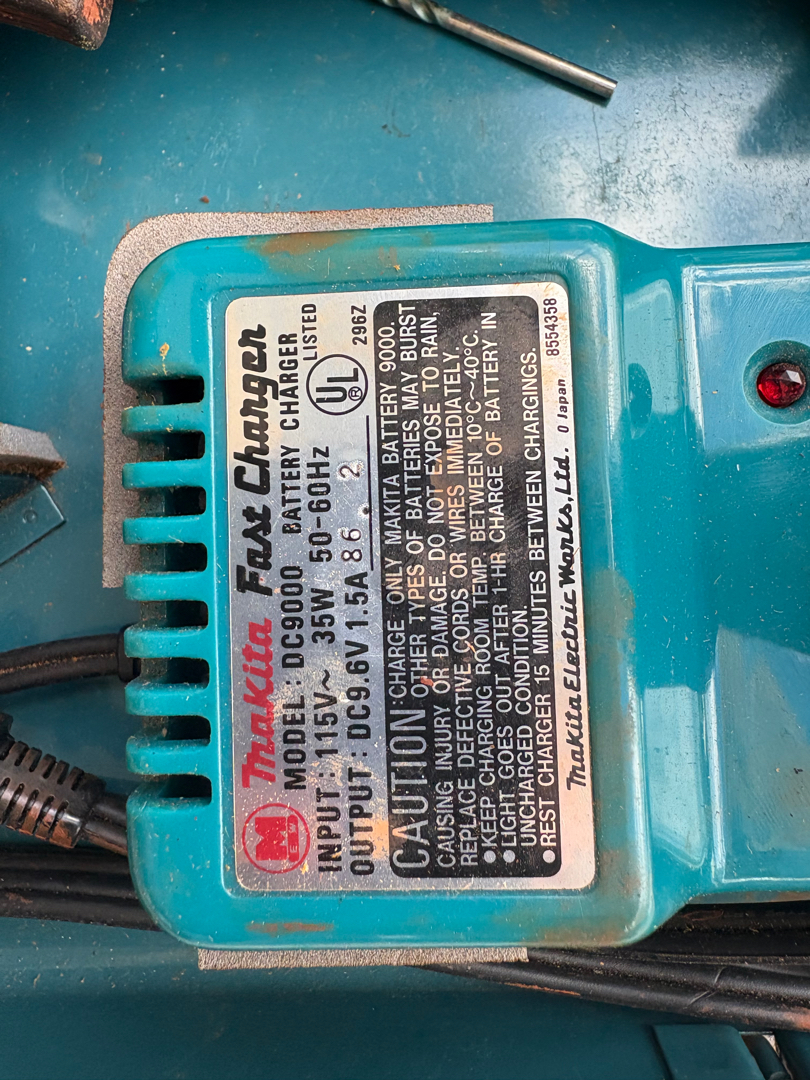 M
E W
Makita Fast Charger
MODEL : DC9000 BATTERY CHARGER
INPUT : 115V~ 35W 50-60Hz
OUTPUT : DC9.6V1.5A 86. 2
UL
®
LISTED
296Z
CAUTION :CHARGE ONLY MAKITA BATTERY 9000.
OTHER TYPES OF BATTERIES MAY BURST
CAUSING INJURY OR DAMAGE. DO NOT EXPOSE TO RAIN,
REPLACE DEFECTIVE CORDS OR WIRES IMMEDIATELY.
●KEEP CHARGING ROOM TEMP. BETWEEN 10°C~40°C.
●LIGHT GOES OUT AFTER 1-HR CHARGE OF BATTERY IN
UNCHARGED CONDITION.
●REST CHARGER 15 MINUTES BETWEEN CHARGINGS.
Makita Electric Works, Ltd. 0 Japan 8554358